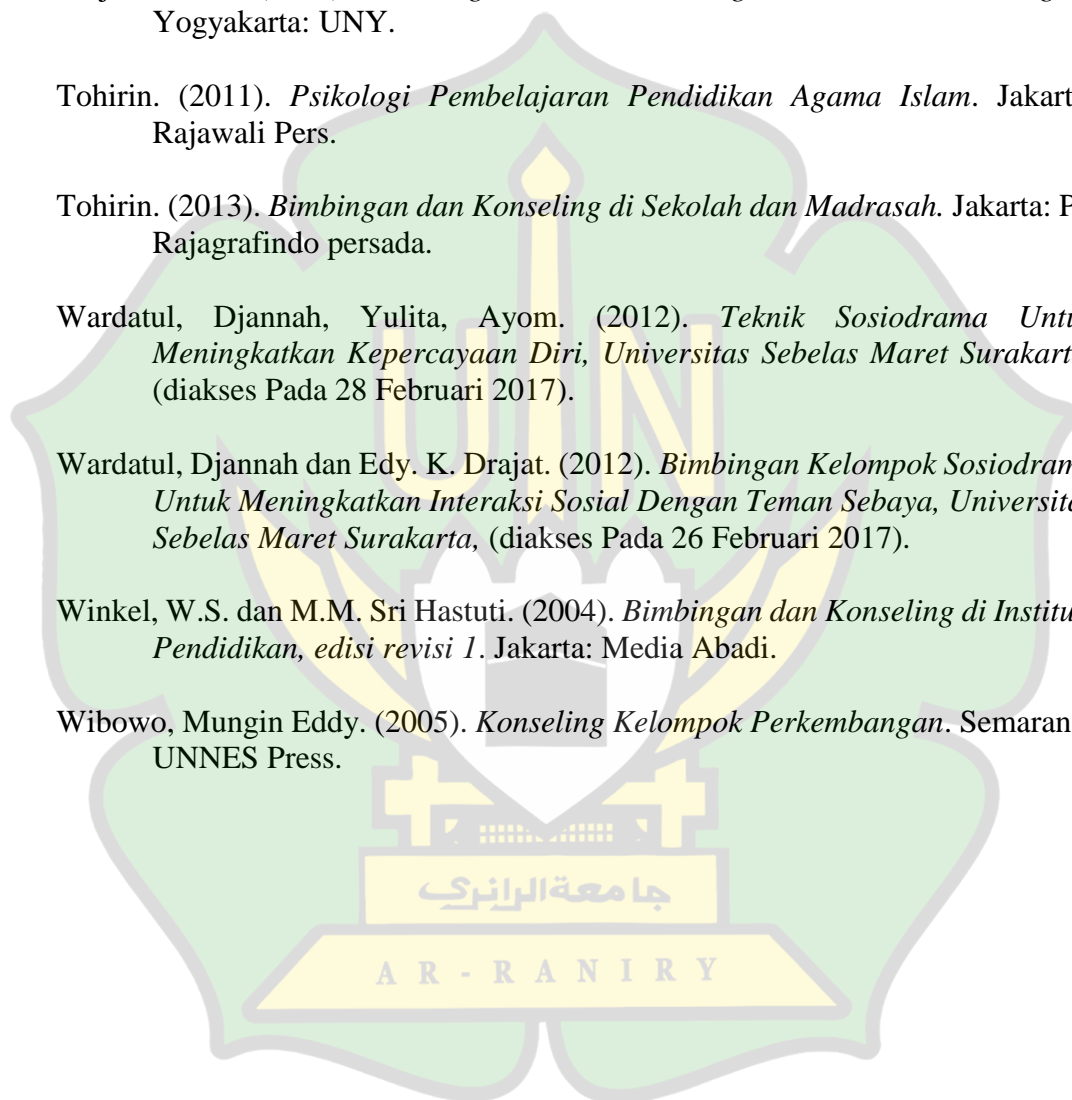 Yogyakarta: UNY.
Tohirin. (2011). Psikologi Pembelajaran Pendidikan Agama Islam. Jakart
Rajawali Pers.
Tohirin. (2013). Bimbingan dan Konseling di Sekolah dan Madrasah. Jakarta: P
Rajagrafindo persada.
Wardatul, Djannah, Yulita, Ayom. (2012). Teknik Sosiodrama Untu
Meningkatkan Kepercayaan Diri, Universitas Sebelas Maret Surakart
(diakses Pada 28 Februari 2017).
Wardatul, Djannah dan Edy. K. Drajat. (2012). Bimbingan Kelompok Sosiodram
Untuk Meningkatkan Interaksi Sosial Dengan Teman Sebaya, Universita
Sebelas Maret Surakarta, (diakses Pada 26 Februari 2017).
Winkel, W.S. dan M.M. Sri Hastuti. (2004). Bimbingan dan Konseling di Institu
Pendidikan, edisi revisi 1. Jakarta: Media Abadi.
Wibowo, Mungin Eddy. (2005). Konseling Kelompok Perkembangan. Semaran
UNNES Press.
UIN
جامعة الرانري
AR-RANIRY